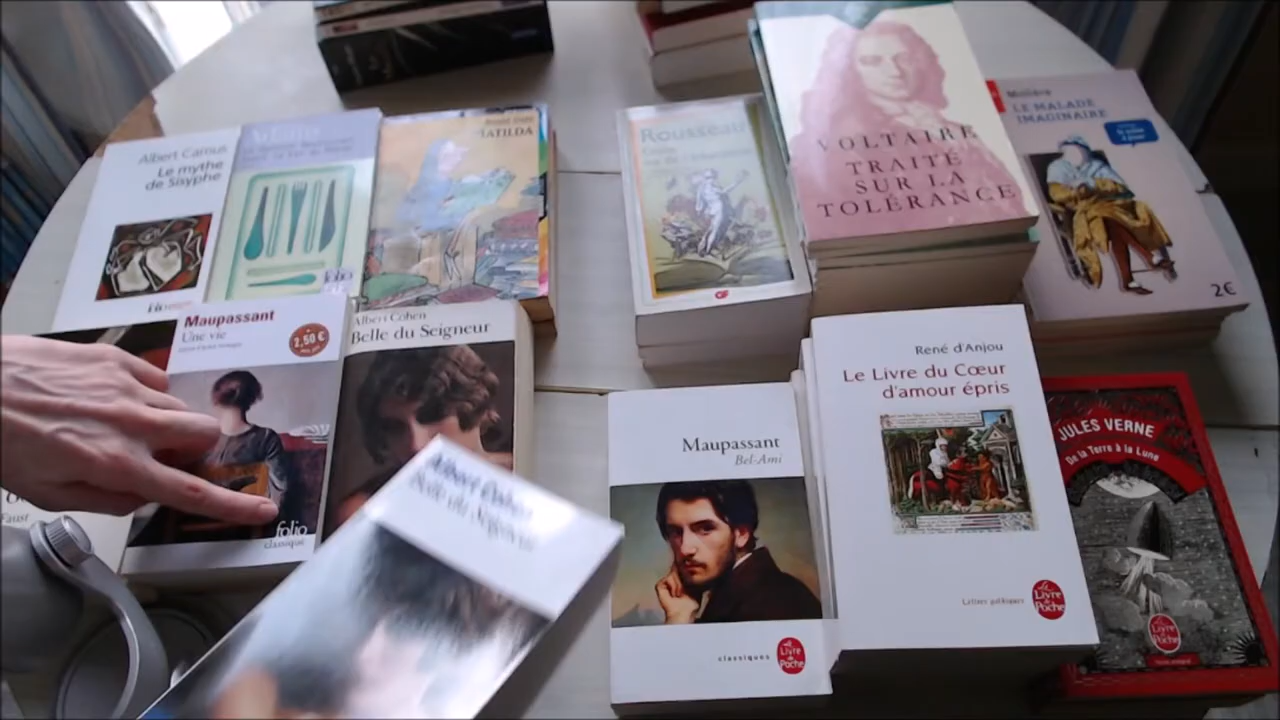 Albert Camus
Le mythe
de Sisyphe
folio
MATILDA
Rousseau
VOLTAIRE
TRAITÉ
SUR LA
TOLÉRANCE
Molière
LE MALADE
IMAGINAIRE
2€
Maupassant
Une vie
2,50 €
folio
classique
Albert Cohen
Belle du Seigneur
Faust
Albert Cohen
Belle du Seigneur
Maupassant
Bel-Ami
classiques
Le
Livre
de
Poche
René d'Anjou
Le Livre du Cœur
d'amour épris
Lettres gothiques
Le
Livre
de
Poche
JULES VERNE
De la Terre à la Lune
Le
Livre
de
Poche